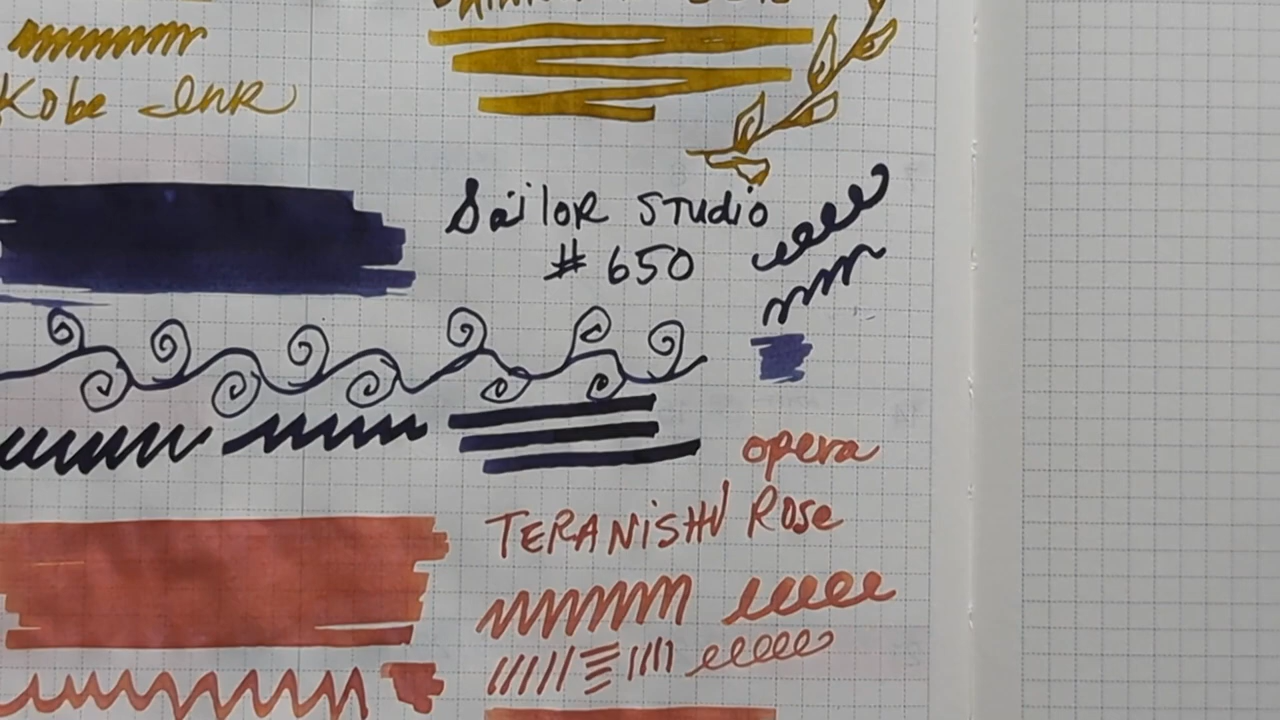 Kobe Ink
Sailor Studio
# 650
opera
TERANISHI Rose